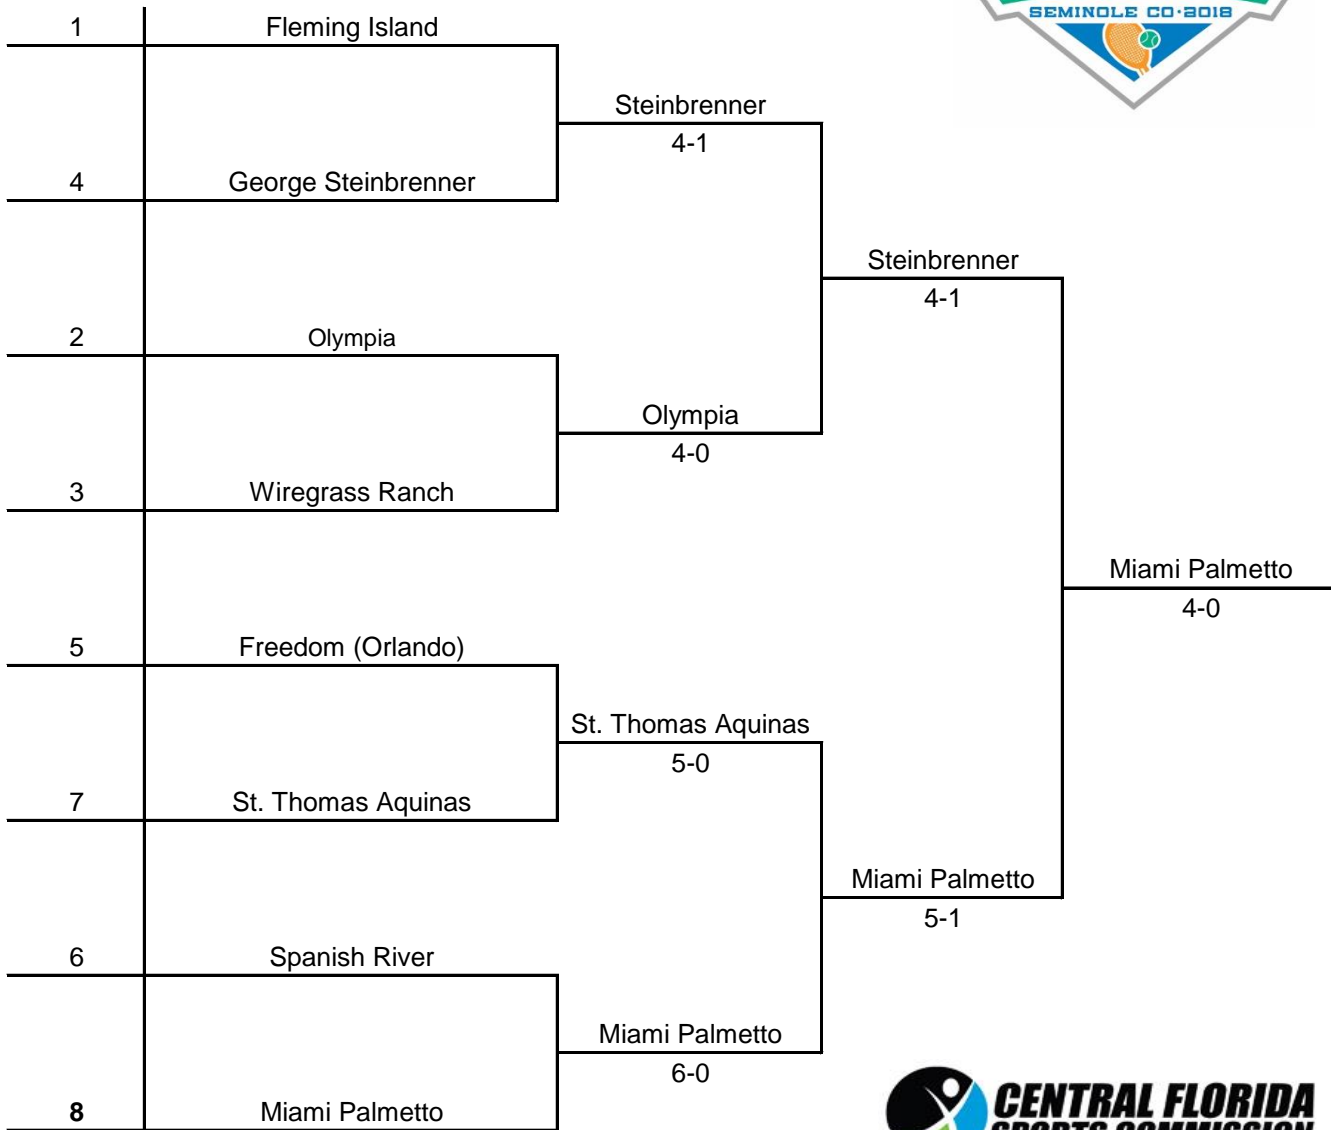 SEMINOLE CO·2018
1 Fleming Island
Steinbrenner
4-1
4 George Steinbrenner
Steinbrenner
4-1
2 Olympia
Olympia
4-0
3 Wiregrass Ranch
Miami Palmetto
4-0
5 Freedom (Orlando)
St. Thomas Aquinas
5-0
7 St. Thomas Aquinas
Miami Palmetto
5-1
6 Spanish River
Miami Palmetto
6-0
8 Miami Palmetto
CENTRAL FLORIDA
SPORTS COMMISSION